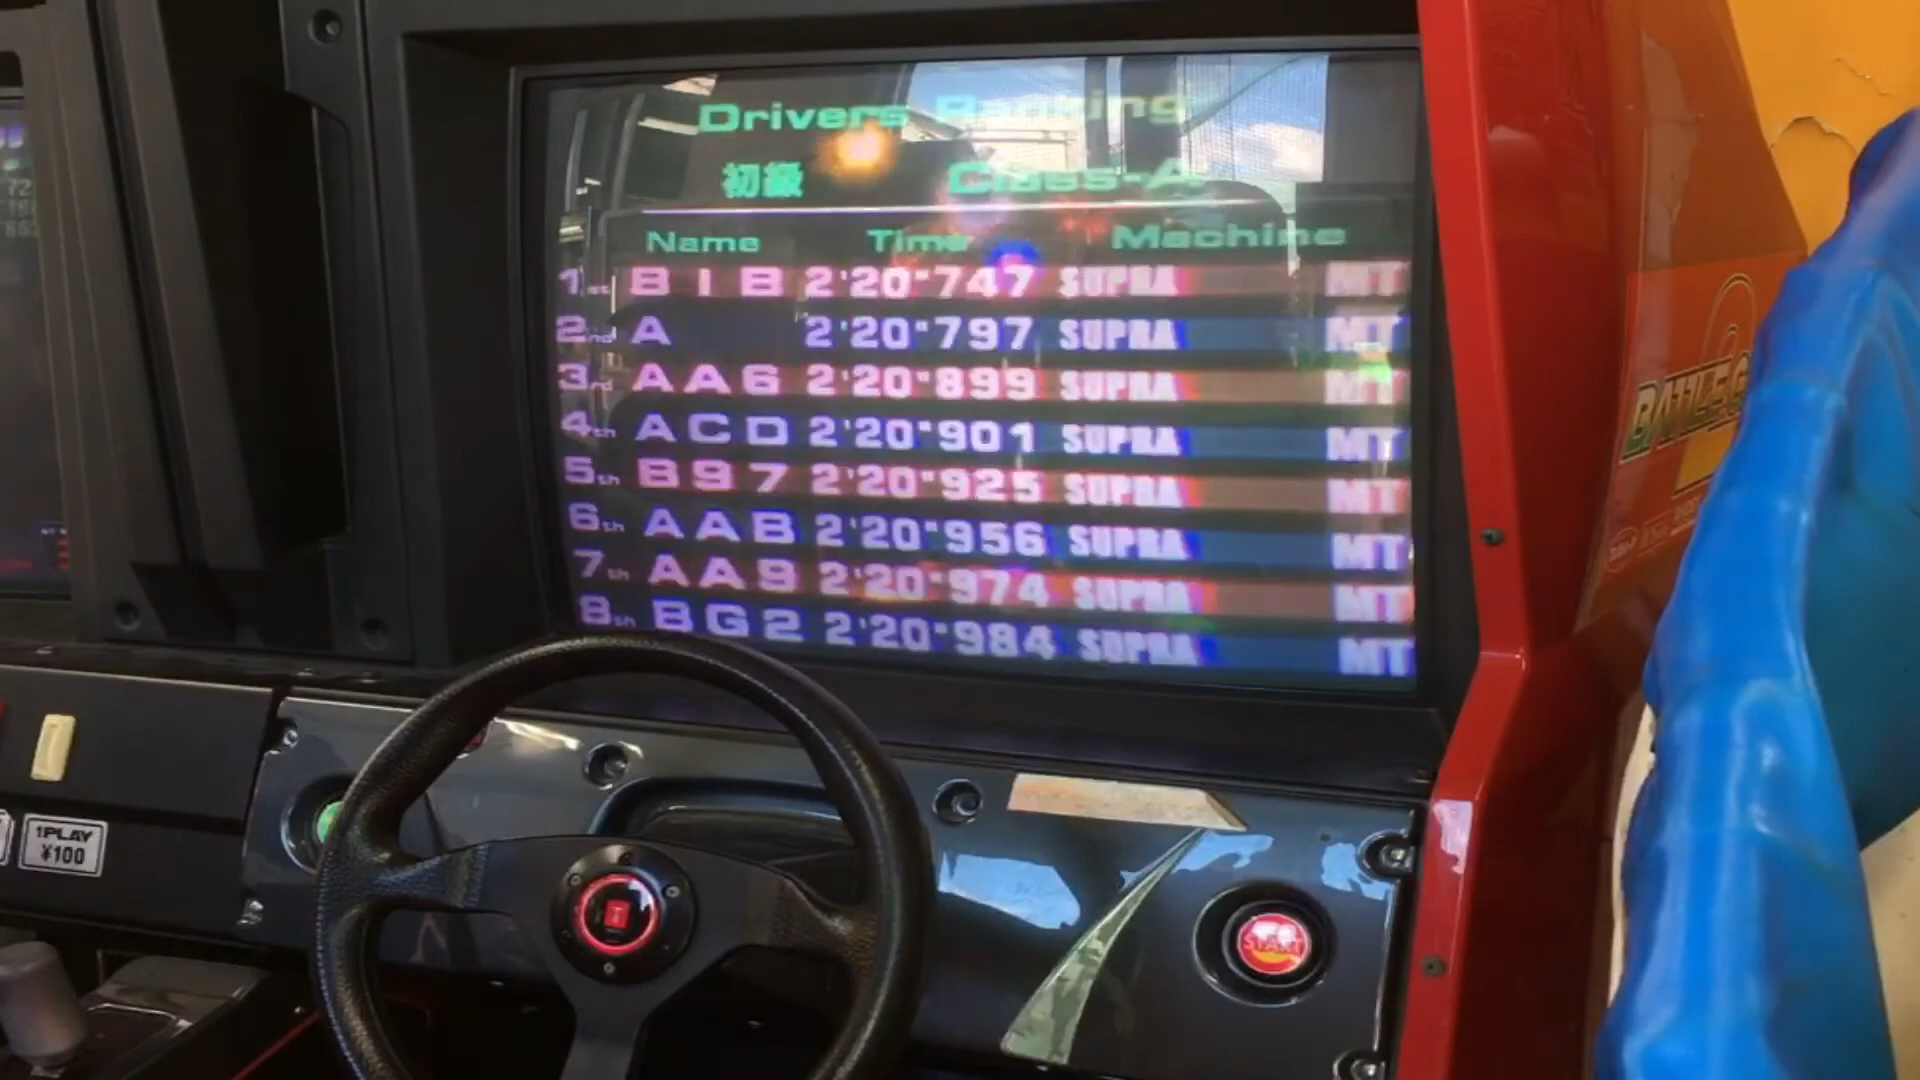 Drivers Ranking
初級 Class-A
Name Time Machine
1st B I B 2'20"747 SUPRA MT
2nd A 2'20"797 SUPRA MT
3rd A A 6 2'20"899 SUPRA MT
4th A C D 2'20"901 SUPRA MT
5th B 9 7 2'20"925 SUPRA MT
6th A A B 2'20"956 SUPRA MT
7th A A 9 2'20"974 SUPRA MT
8th B G 2 2'20"984 SUPRA MT
BATTLE G
1PLAY
¥100
START